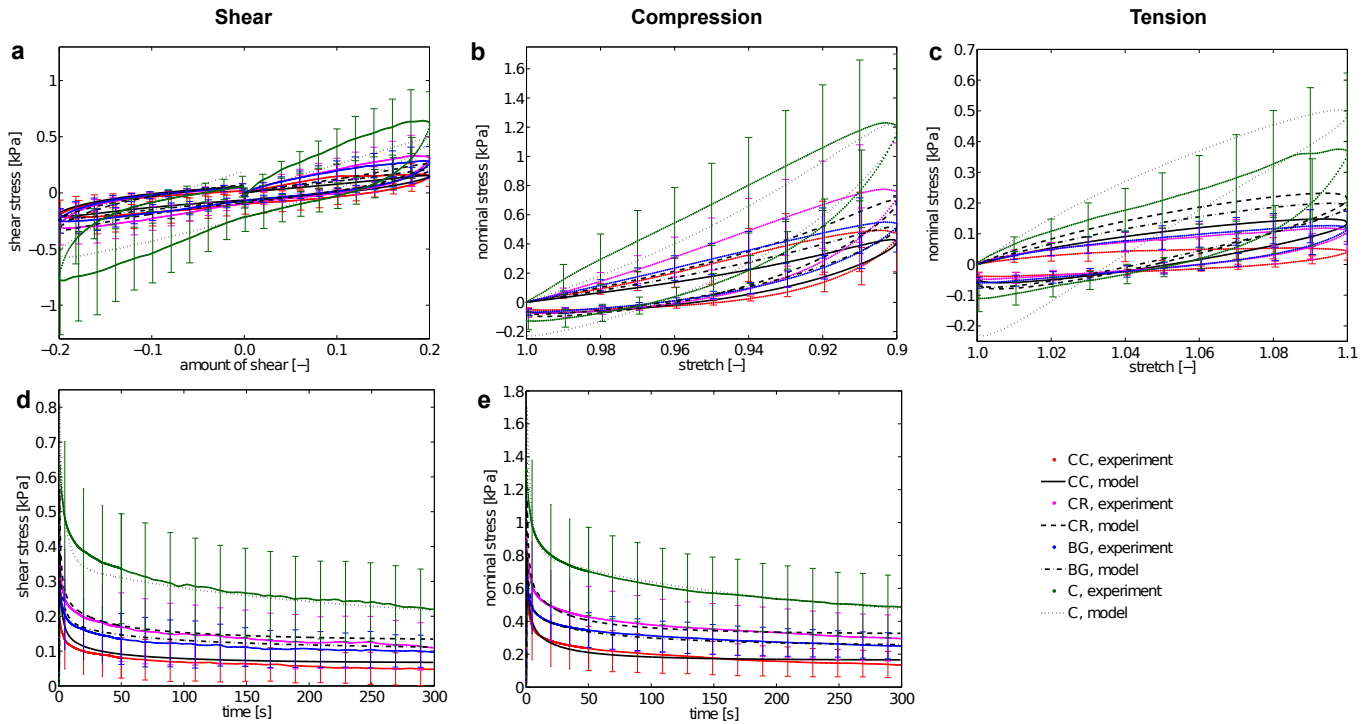 Shear
Compression
Tension
a
shear stress [kPa]
1
0.5
0
−0.5
−1
−0.2
−0.1
0.0
0.1
0.2
amount of shear [−]
b
nominal stress [kPa]
1.6
1.4
1.2
1
0.8
0.6
0.4
0.2
0
−0.2
1.0
0.98
0.96
0.94
0.92
0.9
stretch [−]
c
nominal stress [kPa]
0.7
0.6
0.5
0.4
0.3
0.2
0.1
0
−0.1
−0.2
1.0
1.02
1.04
1.06
1.08
1.1
stretch [−]
d
shear stress [kPa]
0.8
0.7
0.6
0.5
0.4
0.3
0.2
0.1
0
0
50
100
150
200
250
300
time [s]
e
nominal stress [kPa]
1.8
1.6
1.4
1.2
1
0.8
0.6
0.4
0.2
0
0
50
100
150
200
250
300
time [s]
CC, experiment
CC, model
CR, experiment
CR, model
BG, experiment
BG, model
C, experiment
C, model